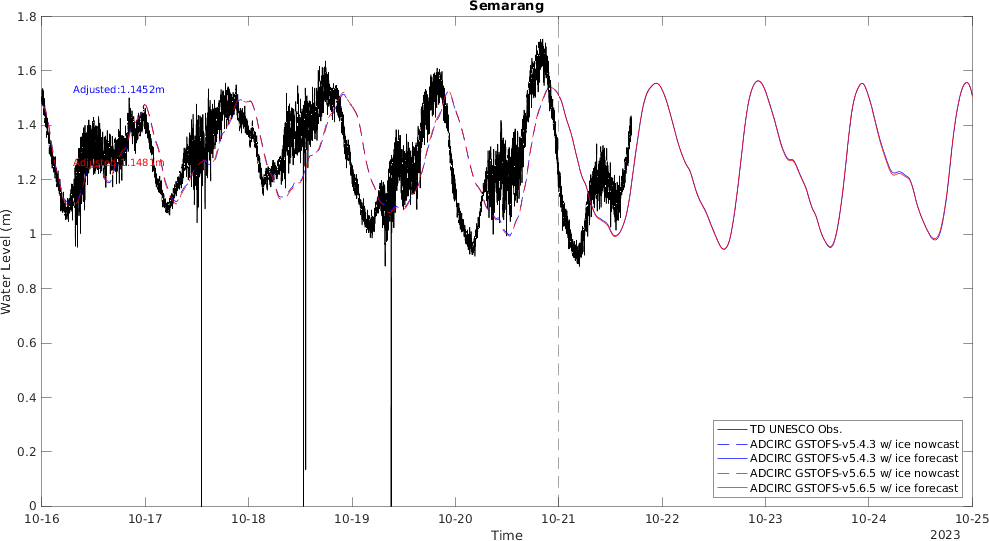 Semarang
1.8
1.6
1.4
1.2
1
0.8
0.6
0.4
0.2
0
Water Level (m)
Adjusted:1.1452m
Adjusted:1.1481m
TD UNESCO Obs.
ADCIRC GSTOFS-v5.4.3 w/ ice nowcast
ADCIRC GSTOFS-v5.4.3 w/ ice forecast
ADCIRC GSTOFS-v5.6.5 w/ ice nowcast
ADCIRC GSTOFS-v5.6.5 w/ ice forecast
10-16 10-17 10-18 10-19 10-20 10-21 10-22 10-23 10-24 10-25
Time
2023